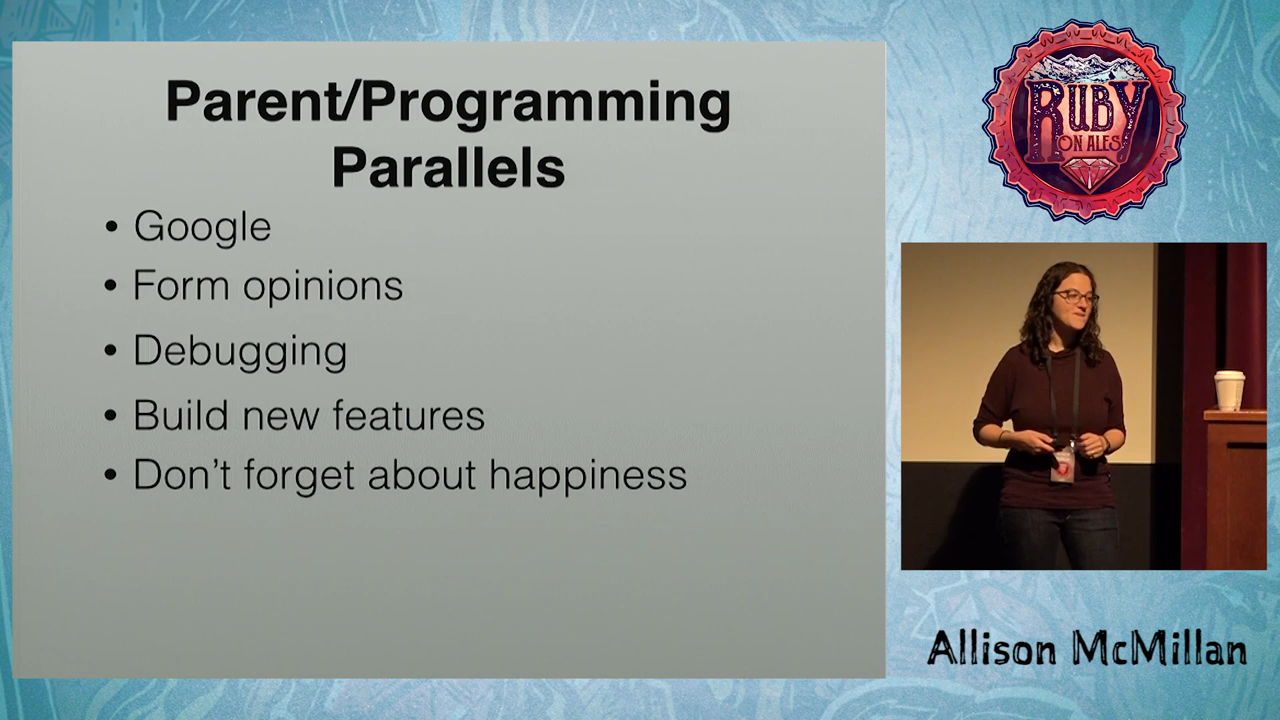 Parent/Programming
Parallels
• Google
• Form opinions
• Debugging
• Build new features
• Don't forget about happiness
RUBY
ON ALES
Allison McMillan